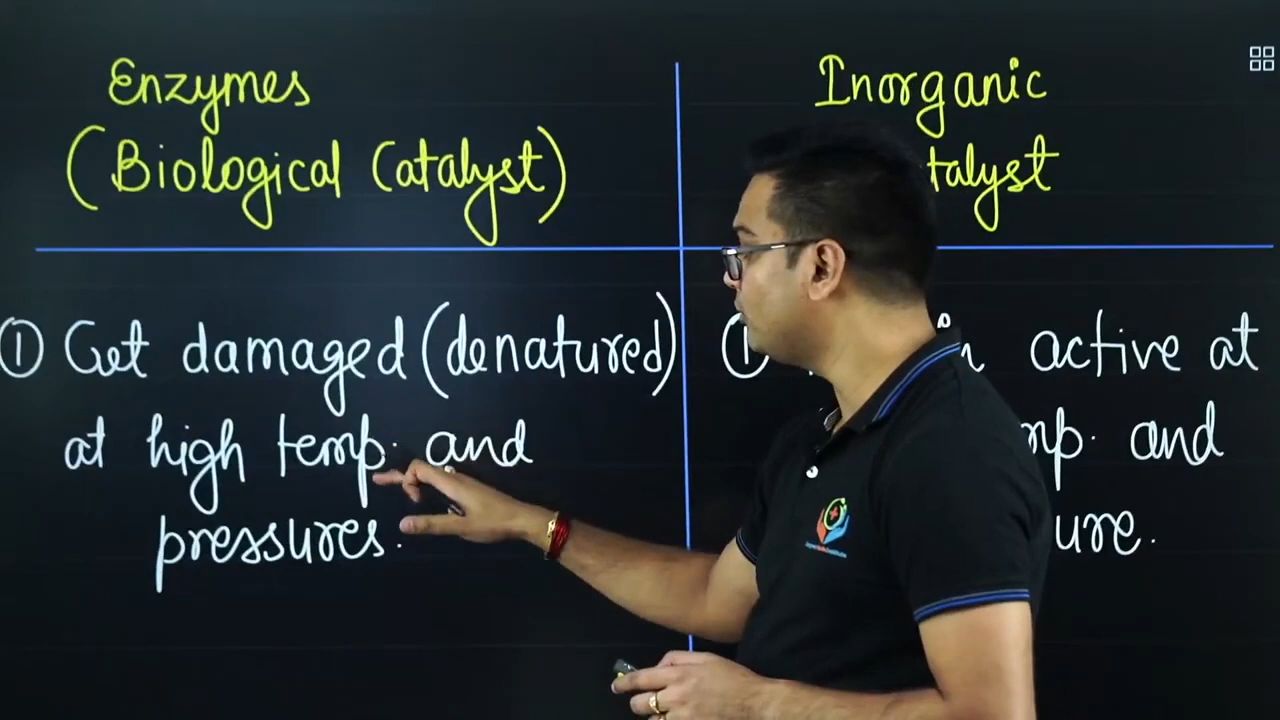 Enzymes
(Biological Catalyst)
Inorganic
talyst
① Get damaged (denatured)
at high temp. and
pressures.
① active at
mp. and
ure.